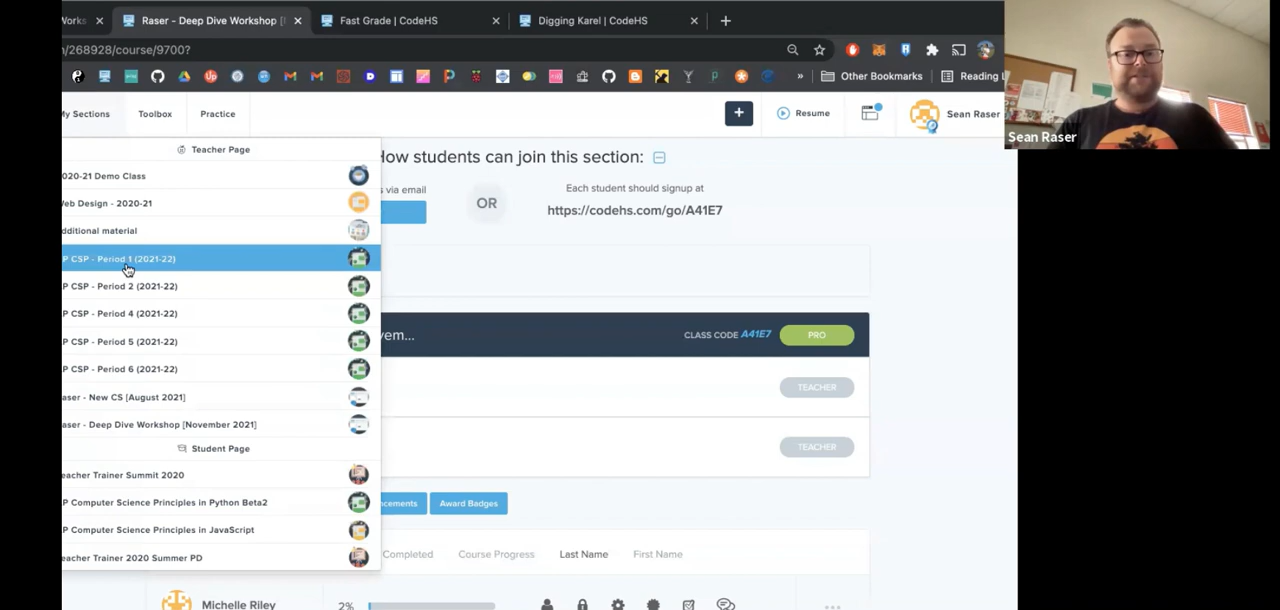 Works
Raser - Deep Dive Workshop [
Fast Grade | CodeHS
Digging Karel | CodeHS
n/268928/course/9700?
Other Bookmarks
Reading L
My Sections
Toolbox
Practice
Resume
Sean Raser
Sean Raser
Teacher Page
020-21 Demo Class
Web Design - 2020-21
dditional material
P CSP - Period 1 (2021-22)
P CSP - Period 2 (2021-22)
P CSP - Period 4 (2021-22)
P CSP - Period 5 (2021-22)
P CSP - Period 6 (2021-22)
aser - New CS [August 2021]
aser - Deep Dive Workshop [November 2021]
Student Page
eacher Trainer Summit 2020
P Computer Science Principles in Python Beta2
P Computer Science Principles in JavaScript
eacher Trainer 2020 Summer PD
How students can join this section:
s via email
OR
Each student should signup at
https://codehs.com/go/A41E7
vem...
CLASS CODE A41E7
PRO
TEACHER
TEACHER
ncements
Award Badges
Completed
Course Progress
Last Name
First Name
Michelle Riley
2%